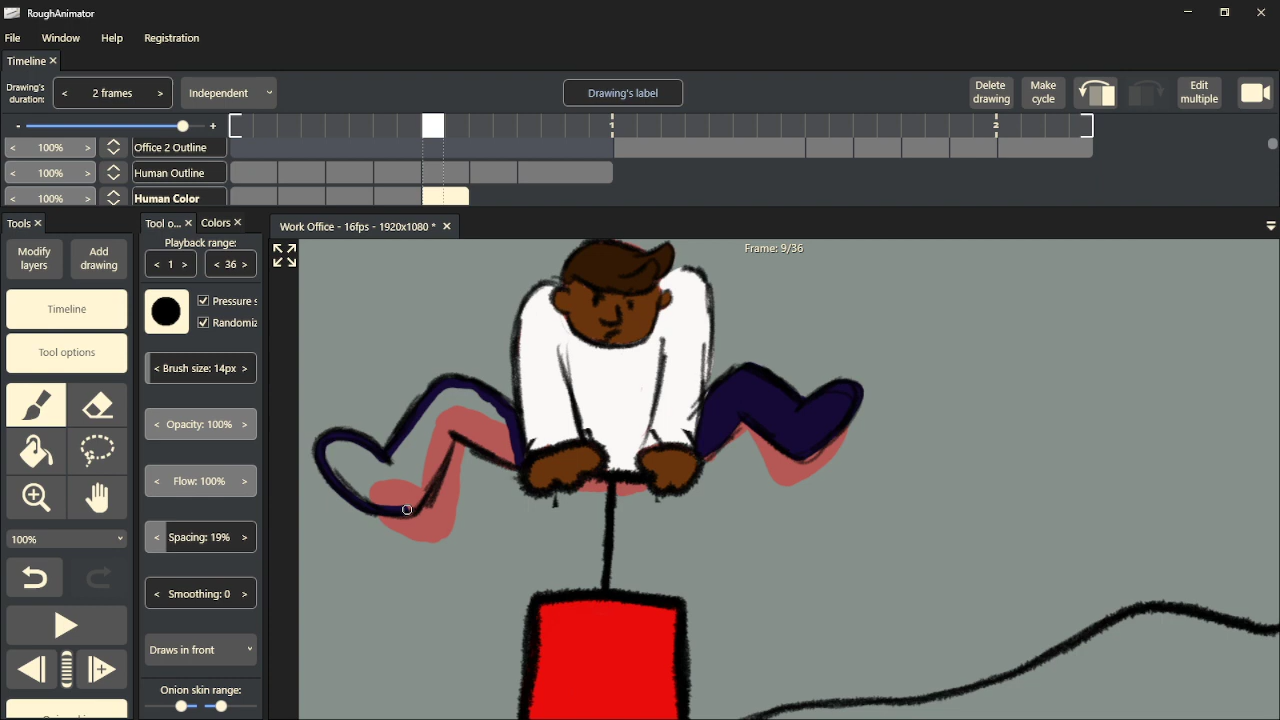 RoughAnimator
File Window Help Registration
Timeline
Drawing's duration: < 2 frames > Independent Drawing's label Delete drawing Make cycle Edit multiple
- + 1 2
< 100% > Office 2 Outline
< 100% > Human Outline
< 100% > Human Color
Tools Tool o... Colors Work Office - 16fps - 1920x1080 *
Modify layers Add drawing
Playback range:
< 1 > < 36 >
Frame: 9/36
Timeline
Pressure s
Randomiz
Tool options
< Brush size: 14px >
< Opacity: 100% >
< Flow: 100% >
100%
< Spacing: 19% >
< Smoothing: 0 >
Draws in front
Onion skin range: